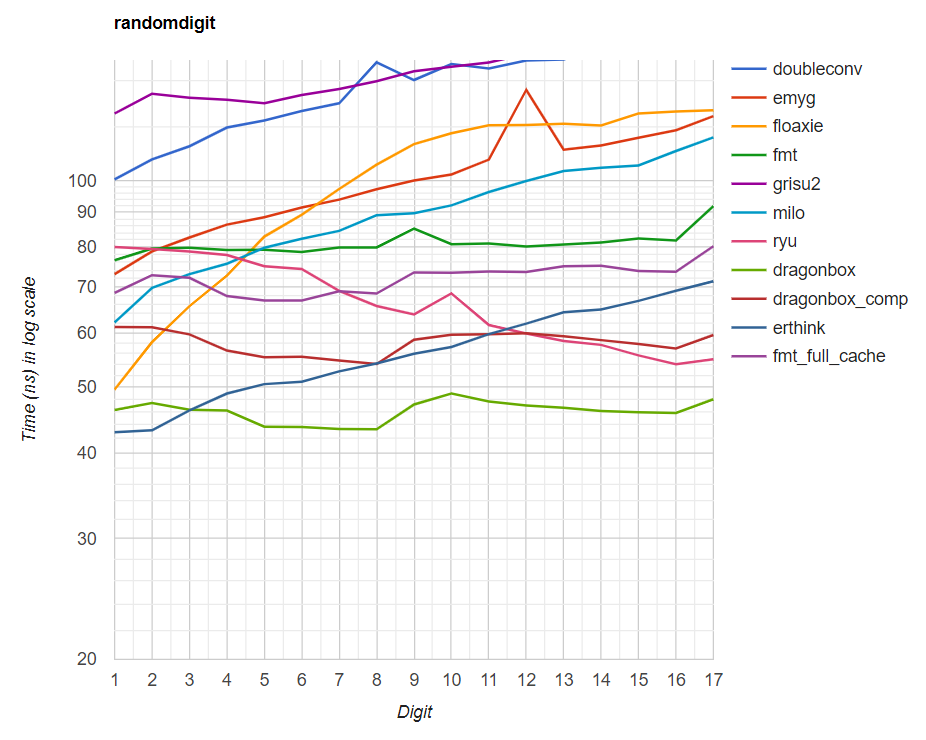 randomdigit
Time (ns) in log scale
100
90
80
70
60
50
40
30
20
1 2 3 4 5 6 7 8 9 10 11 12 13 14 15 16 17
Digit
doubleconv
emyg
floaxie
fmt
grisu2
milo
ryu
dragonbox
dragonbox_comp
erthink
fmt_full_cache